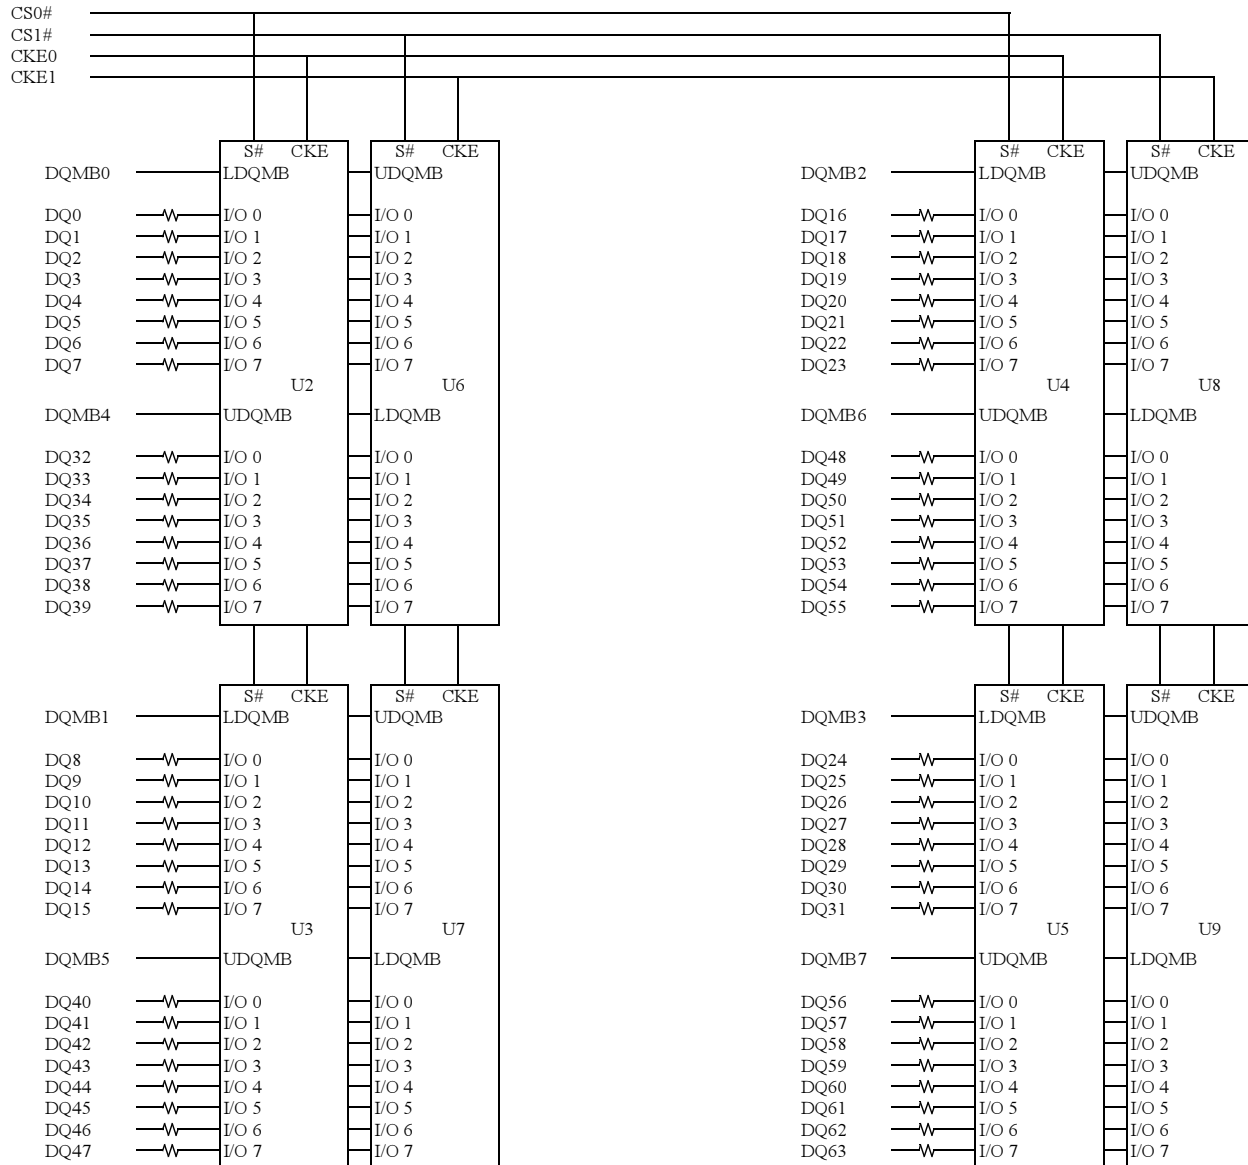 CS0#
CS1#
CKE0
CKE1
S# CKE S# CKE S# CKE S# CKE
DQMB0 LDQMB UDQMB DQMB2 LDQMB UDQMB
DQ0 I/O 0 I/O 0 DQ16 I/O 0 I/O 0
DQ1 I/O 1 I/O 1 DQ17 I/O 1 I/O 1
DQ2 I/O 2 I/O 2 DQ18 I/O 2 I/O 2
DQ3 I/O 3 I/O 3 DQ19 I/O 3 I/O 3
DQ4 I/O 4 I/O 4 DQ20 I/O 4 I/O 4
DQ5 I/O 5 I/O 5 DQ21 I/O 5 I/O 5
DQ6 I/O 6 I/O 6 DQ22 I/O 6 I/O 6
DQ7 I/O 7 I/O 7 DQ23 I/O 7 I/O 7
U2 U6 U4 U8
DQMB4 UDQMB LDQMB DQMB6 UDQMB LDQMB
DQ32 I/O 0 I/O 0 DQ48 I/O 0 I/O 0
DQ33 I/O 1 I/O 1 DQ49 I/O 1 I/O 1
DQ34 I/O 2 I/O 2 DQ50 I/O 2 I/O 2
DQ35 I/O 3 I/O 3 DQ51 I/O 3 I/O 3
DQ36 I/O 4 I/O 4 DQ52 I/O 4 I/O 4
DQ37 I/O 5 I/O 5 DQ53 I/O 5 I/O 5
DQ38 I/O 6 I/O 6 DQ54 I/O 6 I/O 6
DQ39 I/O 7 I/O 7 DQ55 I/O 7 I/O 7
S# CKE S# CKE S# CKE S# CKE
DQMB1 LDQMB UDQMB DQMB3 LDQMB UDQMB
DQ8 I/O 0 I/O 0 DQ24 I/O 0 I/O 0
DQ9 I/O 1 I/O 1 DQ25 I/O 1 I/O 1
DQ10 I/O 2 I/O 2 DQ26 I/O 2 I/O 2
DQ11 I/O 3 I/O 3 DQ27 I/O 3 I/O 3
DQ12 I/O 4 I/O 4 DQ28 I/O 4 I/O 4
DQ13 I/O 5 I/O 5 DQ29 I/O 5 I/O 5
DQ14 I/O 6 I/O 6 DQ30 I/O 6 I/O 6
DQ15 I/O 7 I/O 7 DQ31 I/O 7 I/O 7
U3 U7 U5 U9
DQMB5 UDQMB LDQMB DQMB7 UDQMB LDQMB
DQ40 I/O 0 I/O 0 DQ56 I/O 0 I/O 0
DQ41 I/O 1 I/O 1 DQ57 I/O 1 I/O 1
DQ42 I/O 2 I/O 2 DQ58 I/O 2 I/O 2
DQ43 I/O 3 I/O 3 DQ59 I/O 3 I/O 3
DQ44 I/O 4 I/O 4 DQ60 I/O 4 I/O 4
DQ45 I/O 5 I/O 5 DQ61 I/O 5 I/O 5
DQ46 I/O 6 I/O 6 DQ62 I/O 6 I/O 6
DQ47 I/O 7 I/O 7 DQ63 I/O 7 I/O 7